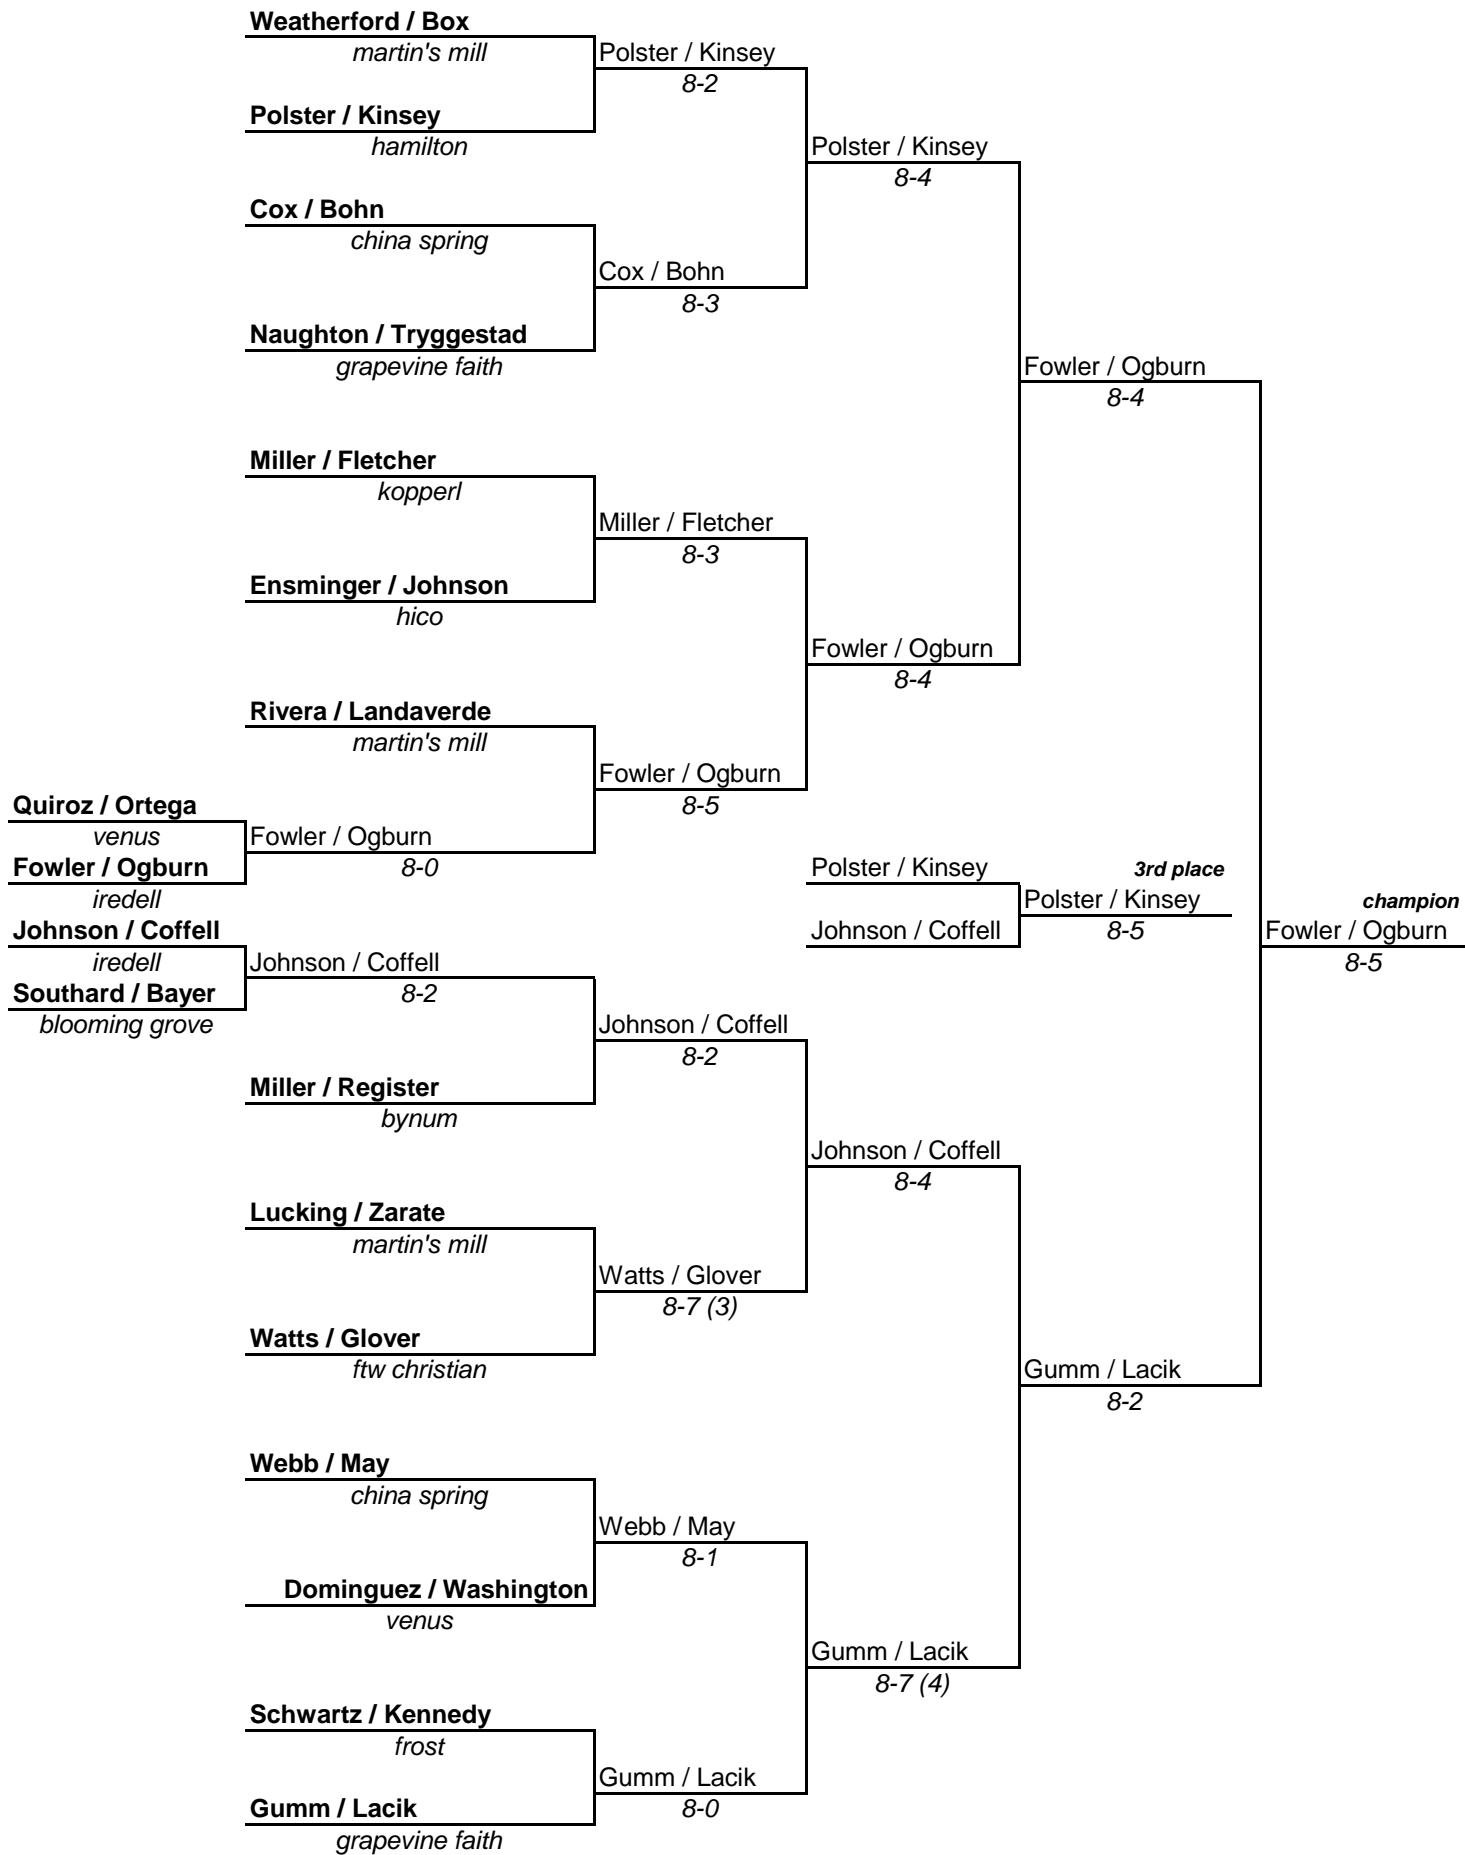 Weatherford / Box
martin's mill
Polster / Kinsey
8-2
Polster / Kinsey
hamilton
Polster / Kinsey
8-4
Cox / Bohn
china spring
Cox / Bohn
8-3
Naughton / Tryggestad
grapevine faith
Fowler / Ogburn
8-4
Miller / Fletcher
kopperl
Miller / Fletcher
8-3
Ensminger / Johnson
hico
Fowler / Ogburn
8-4
Rivera / Landaverde
martin's mill
Fowler / Ogburn
8-5
Quiroz / Ortega
venus
Fowler / Ogburn
8-0
Fowler / Ogburn
iredell
Polster / Kinsey
3rd place
Polster / Kinsey
8-5
champion
Fowler / Ogburn
8-5
Johnson / Coffell
Johnson / Coffell
iredell
Johnson / Coffell
8-2
Southard / Bayer
blooming grove
Johnson / Coffell
8-2
Miller / Register
bynum
Johnson / Coffell
8-4
Lucking / Zarate
martin's mill
Watts / Glover
8-7 (3)
Watts / Glover
ftw christian
Gumm / Lacik
8-2
Webb / May
china spring
Webb / May
8-1
Dominguez / Washington
venus
Gumm / Lacik
8-7 (4)
Schwartz / Kennedy
frost
Gumm / Lacik
8-0
Gumm / Lacik
grapevine faith